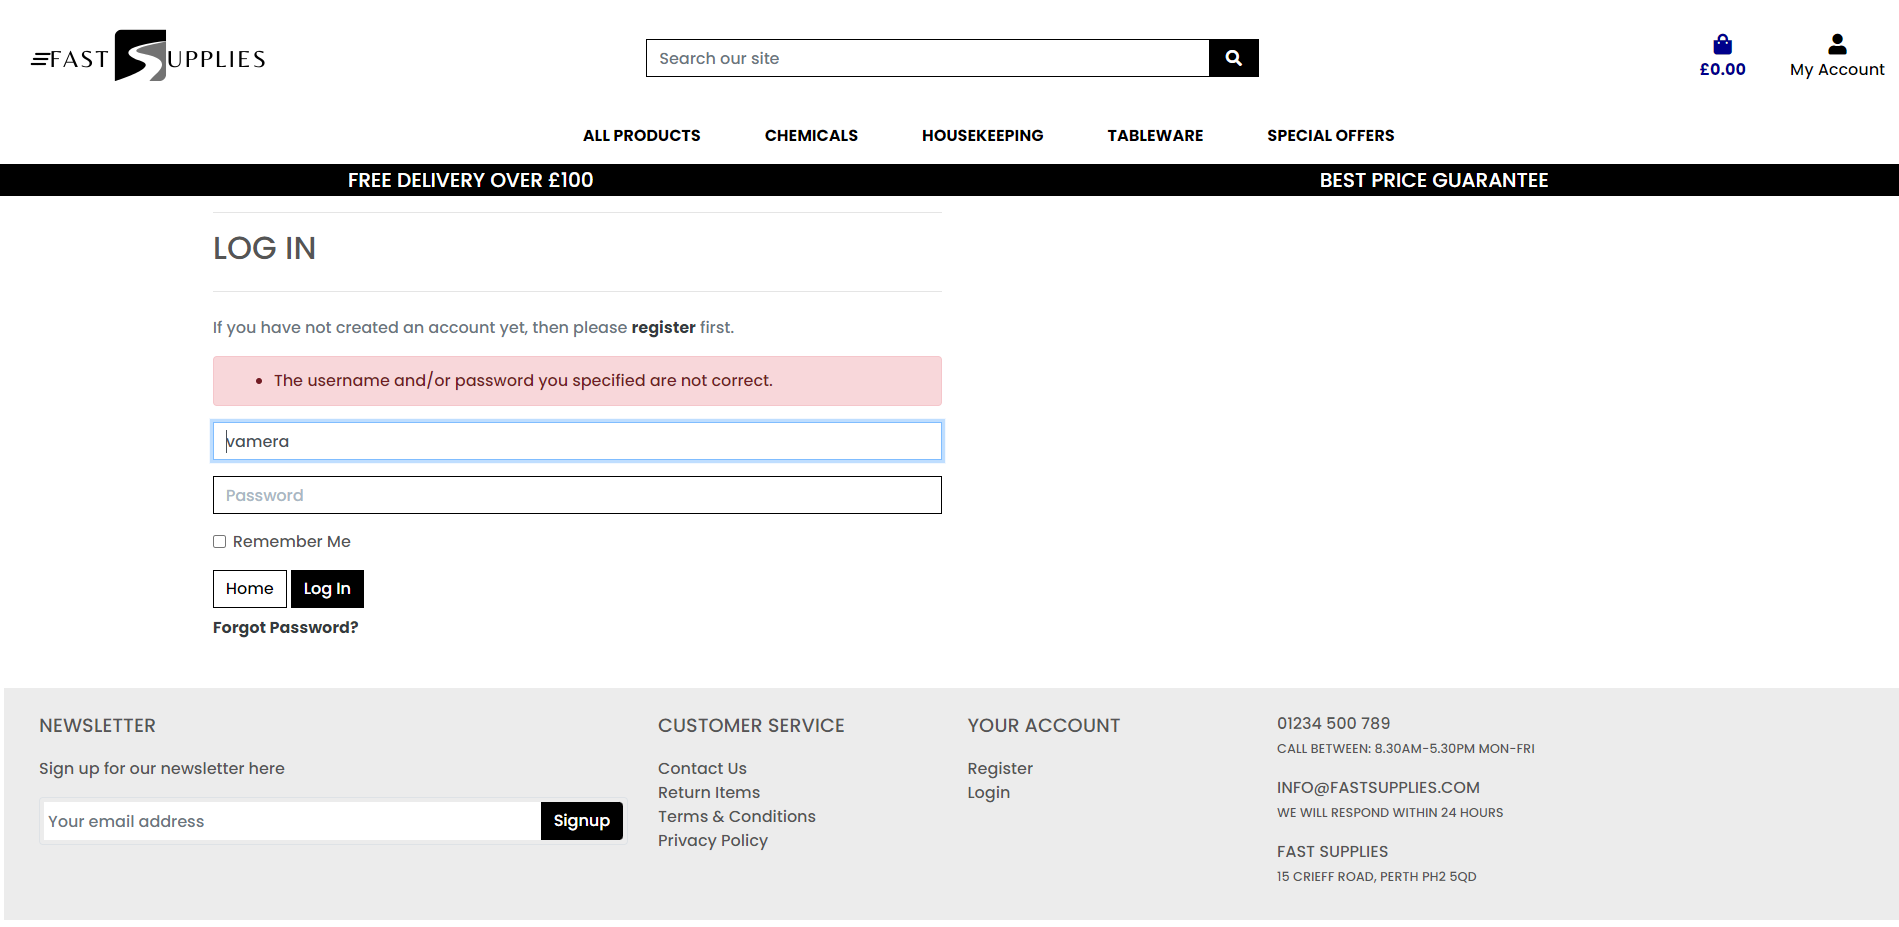 FAST SUPPLIES
Search our site
£0.00
My Account
ALL PRODUCTS
CHEMICALS
HOUSEKEEPING
TABLEWARE
SPECIAL OFFERS
FREE DELIVERY OVER £100
BEST PRICE GUARANTEE
LOG IN
If you have not created an account yet, then please register first.
• The username and/or password you specified are not correct.
vamera
Password
Remember Me
Home
Log In
Forgot Password?
NEWSLETTER
Sign up for our newsletter here
Your email address
Signup
CUSTOMER SERVICE
Contact Us
Return Items
Terms & Conditions
Privacy Policy
YOUR ACCOUNT
Register
Login
01234 500 789
CALL BETWEEN: 8.30AM-5.30PM MON-FRI
INFO@FASTSUPPLIES.COM
WE WILL RESPOND WITHIN 24 HOURS
FAST SUPPLIES
15 CRIEFF ROAD, PERTH PH2 5QD